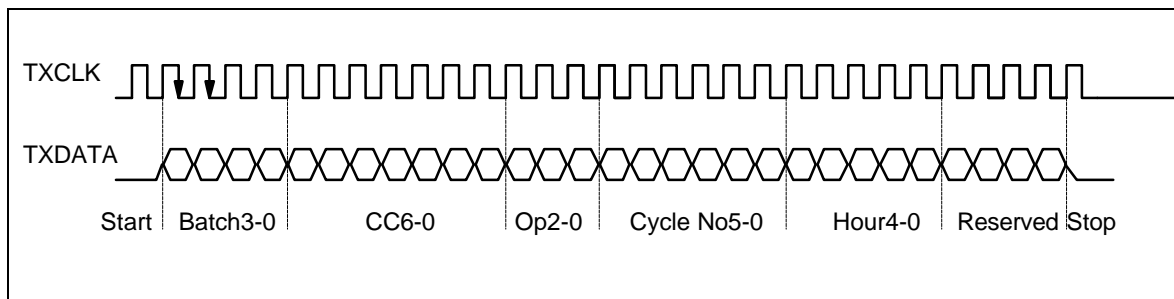 TXCLK
TXDATA
Start Batch3-0 CC6-0 Op2-0 Cycle No5-0 Hour4-0 Reserved Stop